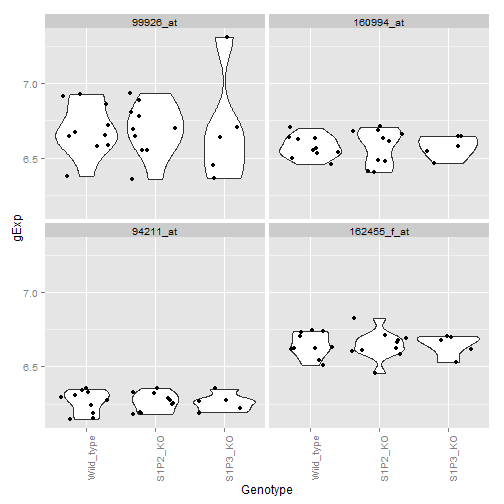 99926_at
160994_at
7.0
6.5
gExp
94211_at
162455_f_at
7.0
6.5
Wild_type
S1P2_KO
S1P3_KO
Wild_type
S1P2_KO
S1P3_KO
Genotype